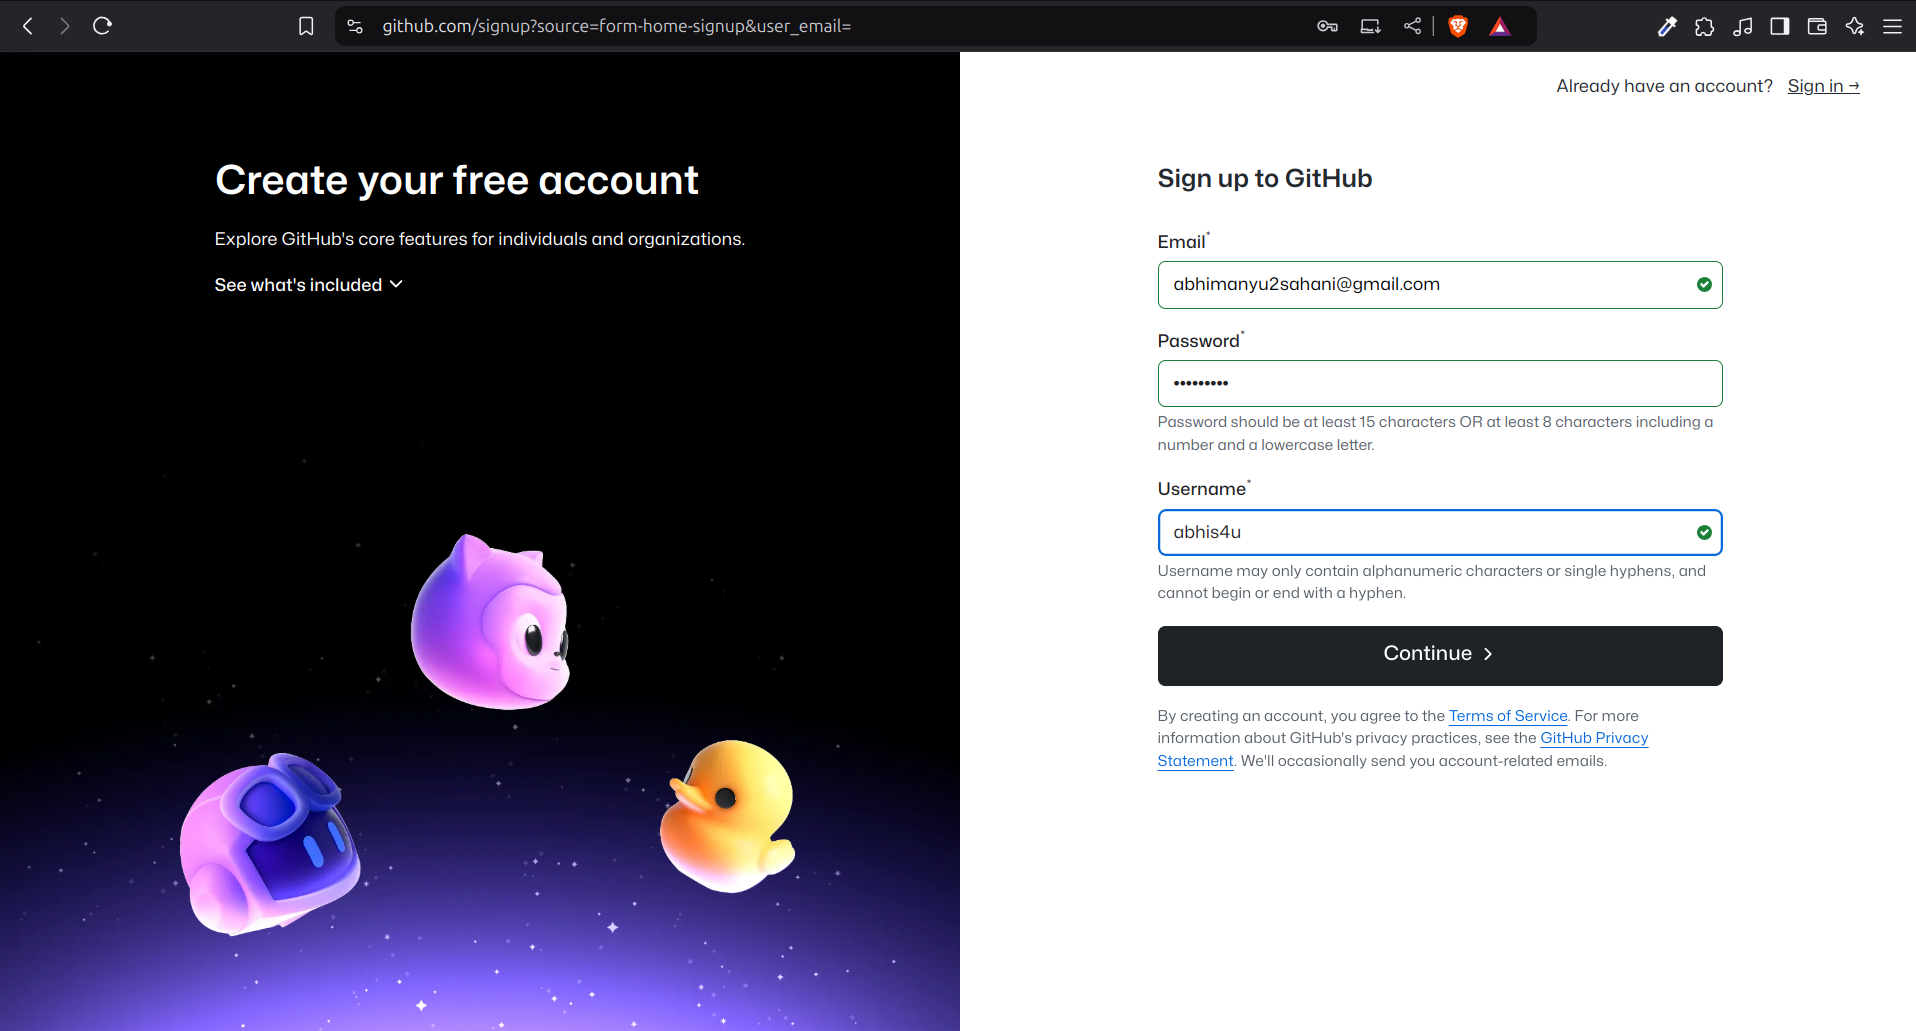 github.com/signup?source=form-home-signup&user_email=
Create your free account
Explore GitHub's core features for individuals and organizations.
See what's included
Already have an account? Sign in →
Sign up to GitHub
Email*
abhimanyu2sahani@gmail.com
Password*
•••••••••
Password should be at least 15 characters OR at least 8 characters including a
number and a lowercase letter.
Username*
abhis4u
Username may only contain alphanumeric characters or single hyphens, and
cannot begin or end with a hyphen.
Continue >
By creating an account, you agree to the Terms of Service. For more
information about GitHub's privacy practices, see the GitHub Privacy
Statement. We'll occasionally send you account-related emails.